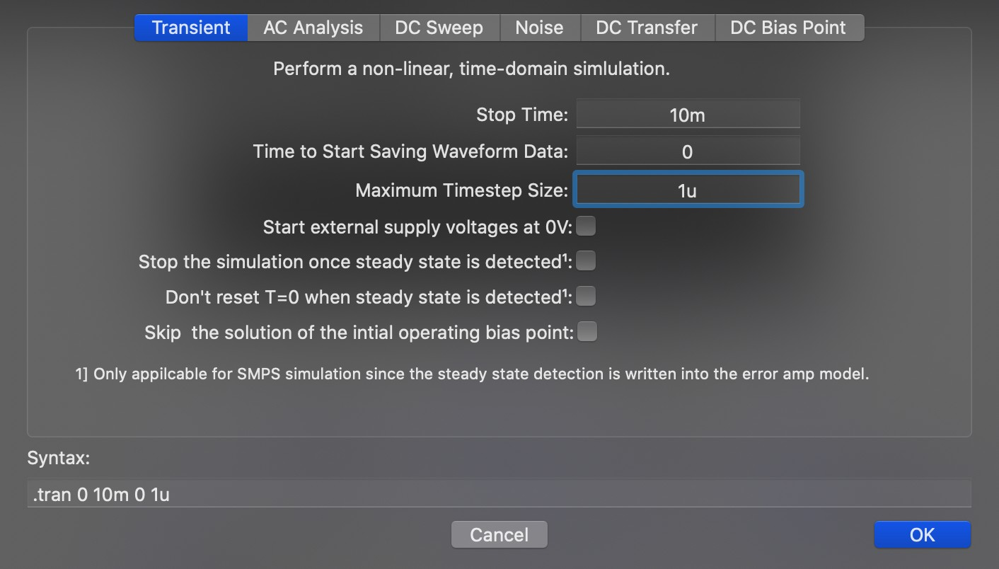 Transient AC Analysis DC Sweep Noise DC Transfer DC Bias Point
Perform a non-linear, time-domain simlulation.
Stop Time: 10m
Time to Start Saving Waveform Data: 0
Maximum Timestep Size: 1u
Start external supply voltages at 0V:
Stop the simulation once steady state is detected¹:
Don't reset T=0 when steady state is detected¹:
Skip  the solution of the intial operating bias point:
1] Only appilcable for SMPS simulation since the steady state detection is written into the error amp model.
Syntax:
.tran 0 10m 0 1u
Cancel OK